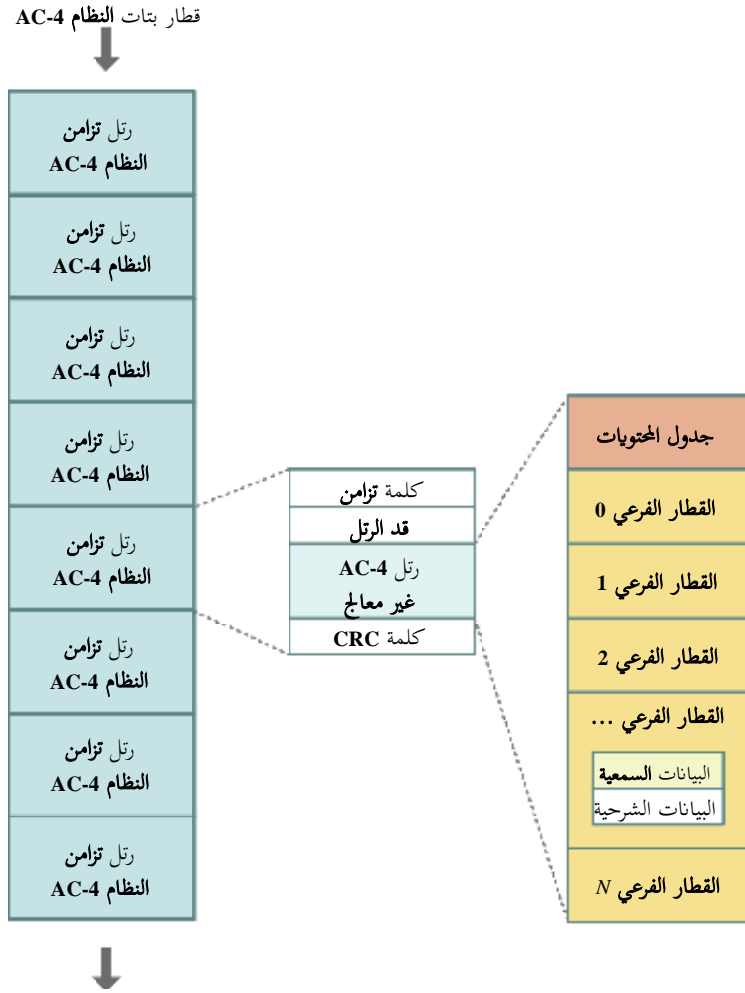 قطار بتات النظام AC-4
رتل تزامن
النظام AC-4
رتل تزامن
النظام AC-4
رتل تزامن
النظام AC-4
رتل تزامن
النظام AC-4
رتل تزامن
النظام AC-4
رتل تزامن
النظام AC-4
رتل تزامن
النظام AC-4
رتل تزامن
النظام AC-4
كلمة تزامن
قد الرتل
رتل AC-4
غير معالج
كلمة CRC
جدول المحتويات
القطار الفرعي 0
القطار الفرعي 1
القطار الفرعي 2
القطار الفرعي ...
البيانات السمعية
البيانات الشرحية
القطار الفرعي N